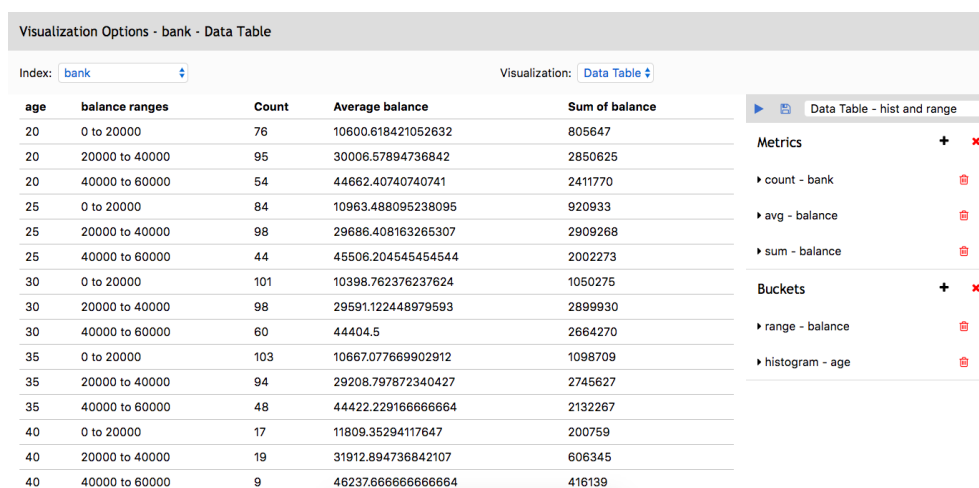 Visualization Options - bank - Data Table
Index: bank Visualization: Data Table
age balance ranges Count Average balance Sum of balance
20 0 to 20000 76 10600.618421052632 805647
20 20000 to 40000 95 30006.57894736842 2850625
20 40000 to 60000 54 44662.40740740741 2411770
25 0 to 20000 84 10963.488095238095 920933
25 20000 to 40000 98 29686.408163265307 2909268
25 40000 to 60000 44 45506.204545454544 2002273
30 0 to 20000 101 10398.762376237624 1050275
30 20000 to 40000 98 29591.122448979593 2899930
30 40000 to 60000 60 44404.5 2664270
35 0 to 20000 103 10667.077669902912 1098709
35 20000 to 40000 94 29208.797872340427 2745627
35 40000 to 60000 48 44422.229166666664 2132267
40 0 to 20000 17 11809.35294117647 200759
40 20000 to 40000 19 31912.894736842107 606345
40 40000 to 60000 9 46237.666666666664 416139
Data Table - hist and range
Metrics
count - bank
avg - balance
sum - balance
Buckets
range - balance
histogram - age